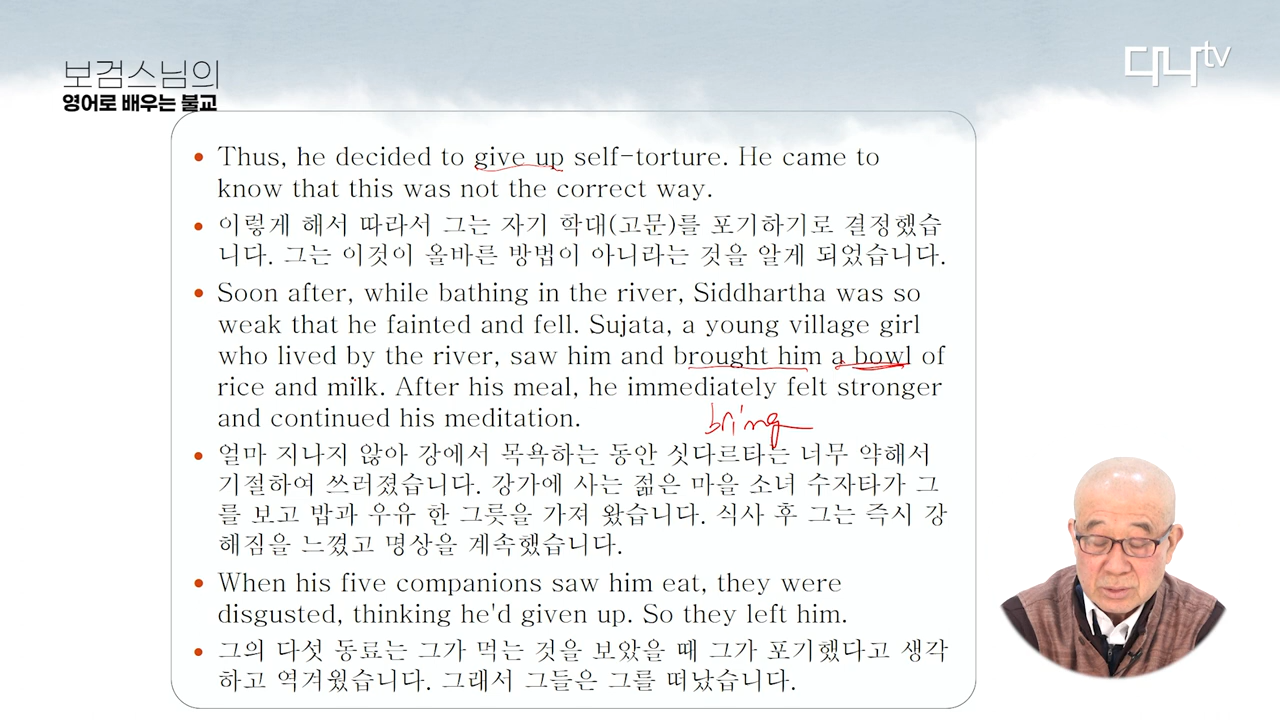 보검스님의
영어로 배우는 불교
디나tv
• Thus, he decided to give up self-torture. He came to
know that this was not the correct way.
• 이렇게 해서 따라서 그는 자기 학대(고문)를 포기하기로 결정했습
니다. 그는 이것이 올바른 방법이 아니라는 것을 알게 되었습니다.
• Soon after, while bathing in the river, Siddhartha was so
weak that he fainted and fell. Sujata, a young village girl
who lived by the river, saw him and brought him a bowl of
rice and milk. After his meal, he immediately felt stronger
and continued his meditation.
bring
• 얼마 지나지 않아 강에서 목욕하는 동안 싯다르타는 너무 약해서
기절하여 쓰러졌습니다. 강가에 사는 젊은 마을 소녀 수자타가 그
를 보고 밥과 우유 한 그릇을 가져 왔습니다. 식사 후 그는 즉시 강
해짐을 느꼈고 명상을 계속했습니다.
• When his five companions saw him eat, they were
disgusted, thinking he'd given up. So they left him.
• 그의 다섯 동료는 그가 먹는 것을 보았을 때 그가 포기했다고 생각
하고 역겨웠습니다. 그래서 그들은 그를 떠났습니다.